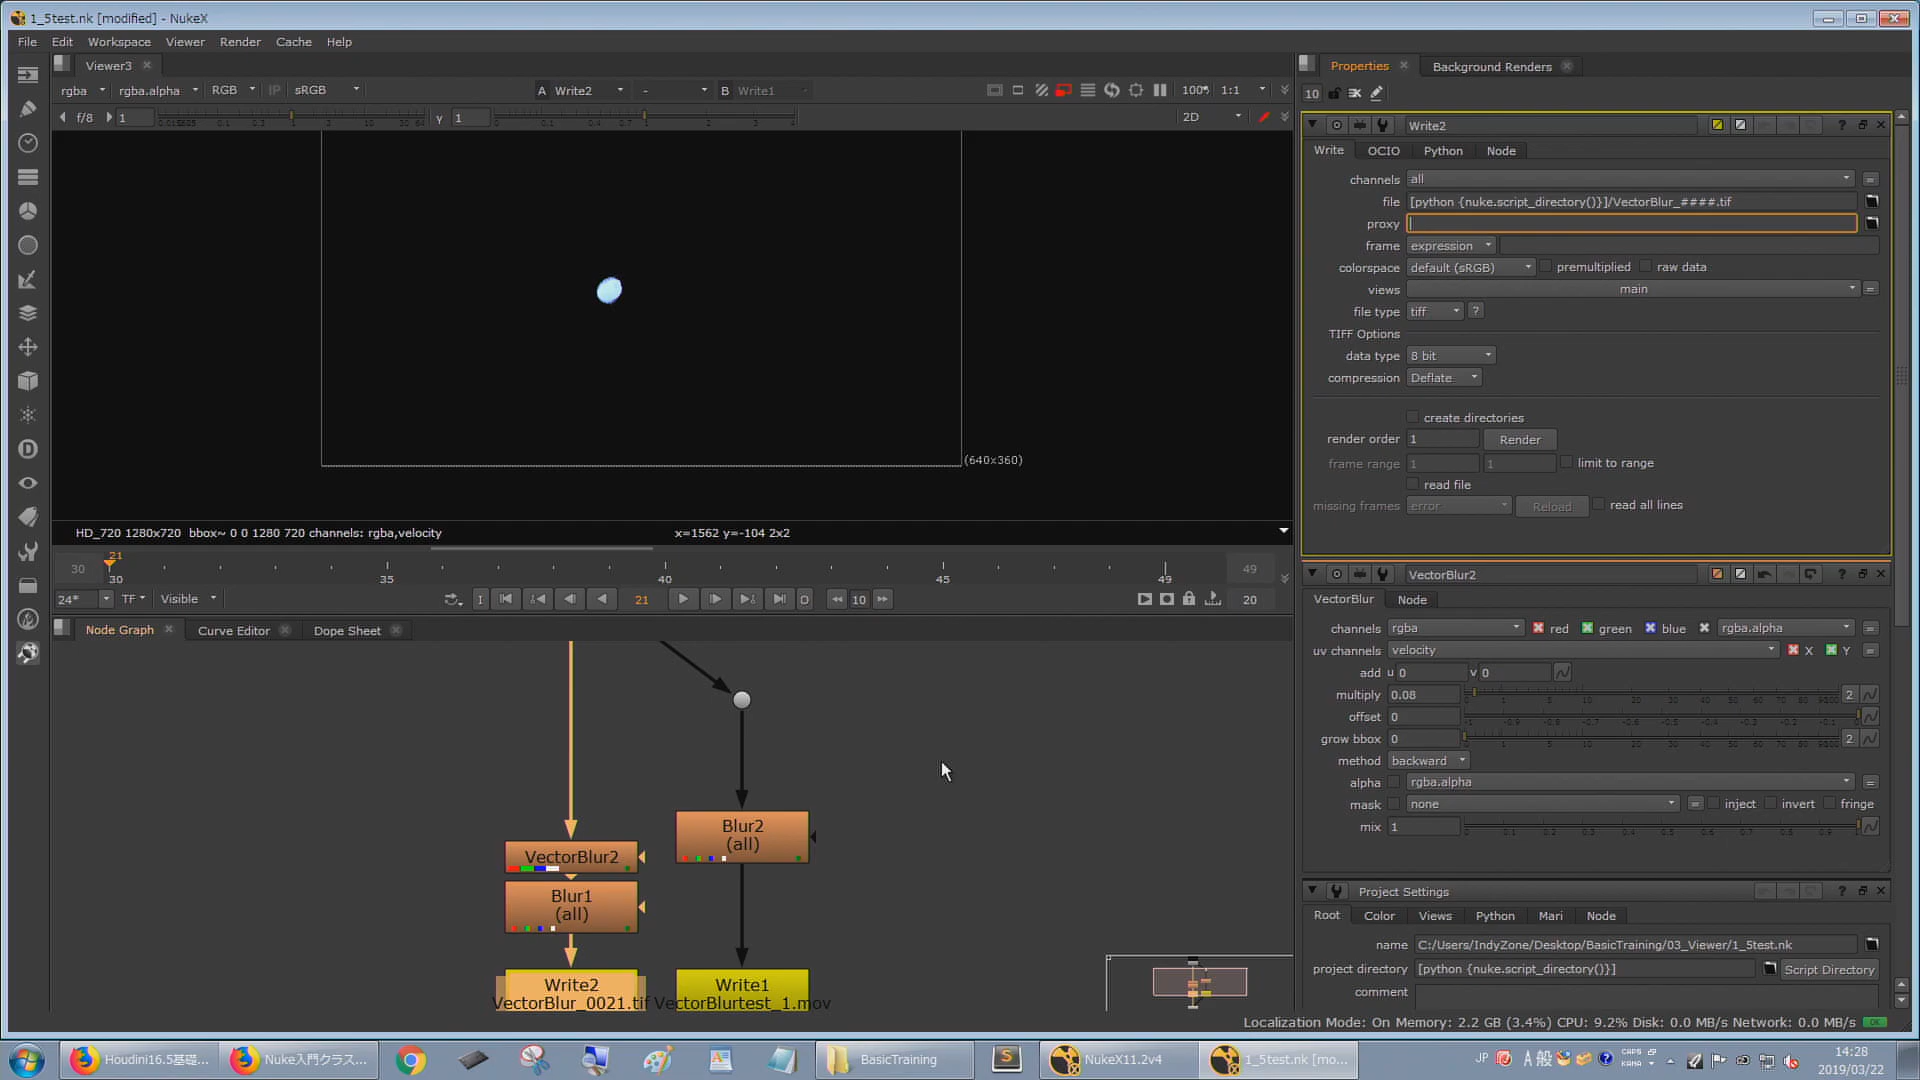 1_5test.nk [modified] - NukeX
File Edit Workspace Viewer Render Cache Help
Viewer3
rgba rgba.alpha RGB IP sRGB A Write2 - B Write1 100% 1:1
f/8 1 γ 1 2D
(640x360)
HD_720 1280x720 bbox~ 0 0 1280 720 channels: rgba,velocity x=1562 y=-104 2x2
30 21 30 35 40 45 49 49
24* TF Visible I 21 O 10 20
Node Graph Curve Editor Dope Sheet
VectorBlur2
Blur1
(all)
Blur2
(all)
Write2
VectorBlur_0021.tif
Write1
VectorBlurtest_1.mov
Properties Background Renders
10
Write2
Write OCIO Python Node
channels all
file [python {nuke.script_directory()}]/VectorBlur_####.tif
proxy
frame expression
colorspace default (sRGB) premultiplied raw data
views main
file type tiff ?
TIFF Options
data type 8 bit
compression Deflate
create directories
render order 1 Render
frame range 1 1 limit to range
read file
missing frames error Reload read all lines
VectorBlur2
VectorBlur Node
channels rgba red green blue rgba.alpha
uv channels velocity X Y
add u 0 v 0
multiply 0.08 2
offset 0
grow bbox 0 2
method backward
alpha rgba.alpha
mask none inject invert fringe
mix 1
Project Settings
Root Color Views Python Mari Node
name C:/Users/IndyZone/Desktop/BasicTraining/03_Viewer/1_5test.nk
project directory [python {nuke.script_directory()}] Script Directory
comment
Localization Mode: On Memory: 2.2 GB (3.4%) CPU: 9.2% Disk: 0.0 MB/s Network: 0.0 MB/s
Houdini16.5基礎... Nuke入門クラス... BasicTraining NukeX11.2v4 1_5test.nk [mo...
JP A 般 CAPS KANA
14:28
2019/03/22